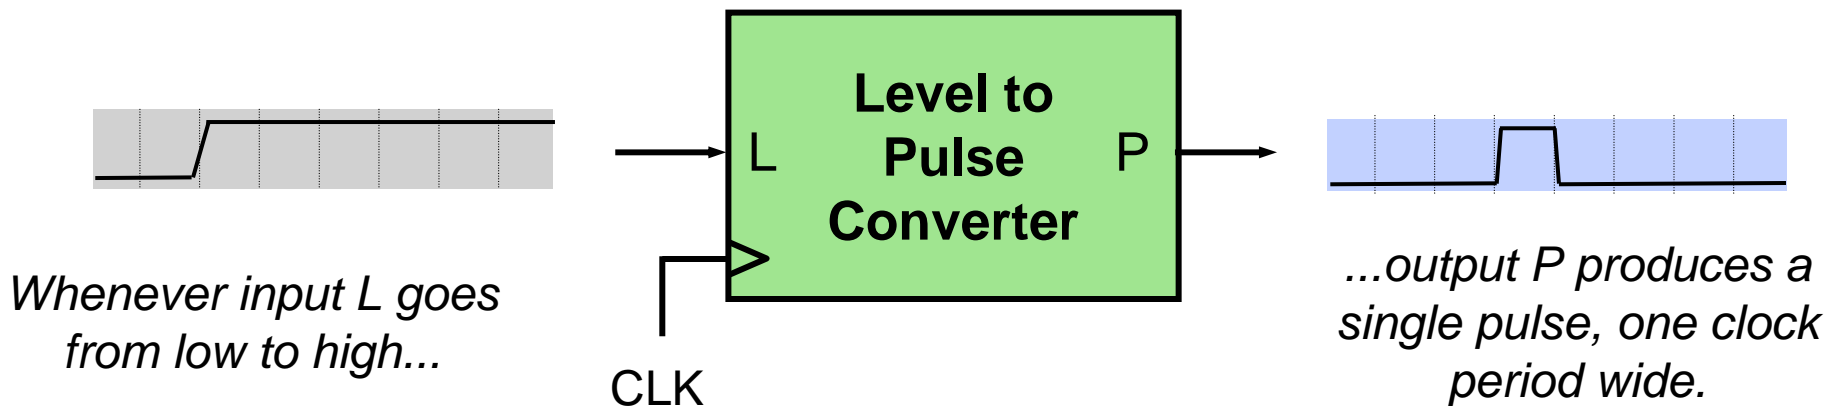 Level to
Pulse
Converter
L
P
CLK
Whenever input L goes
from low to high...
...output P produces a
single pulse, one clock
period wide.